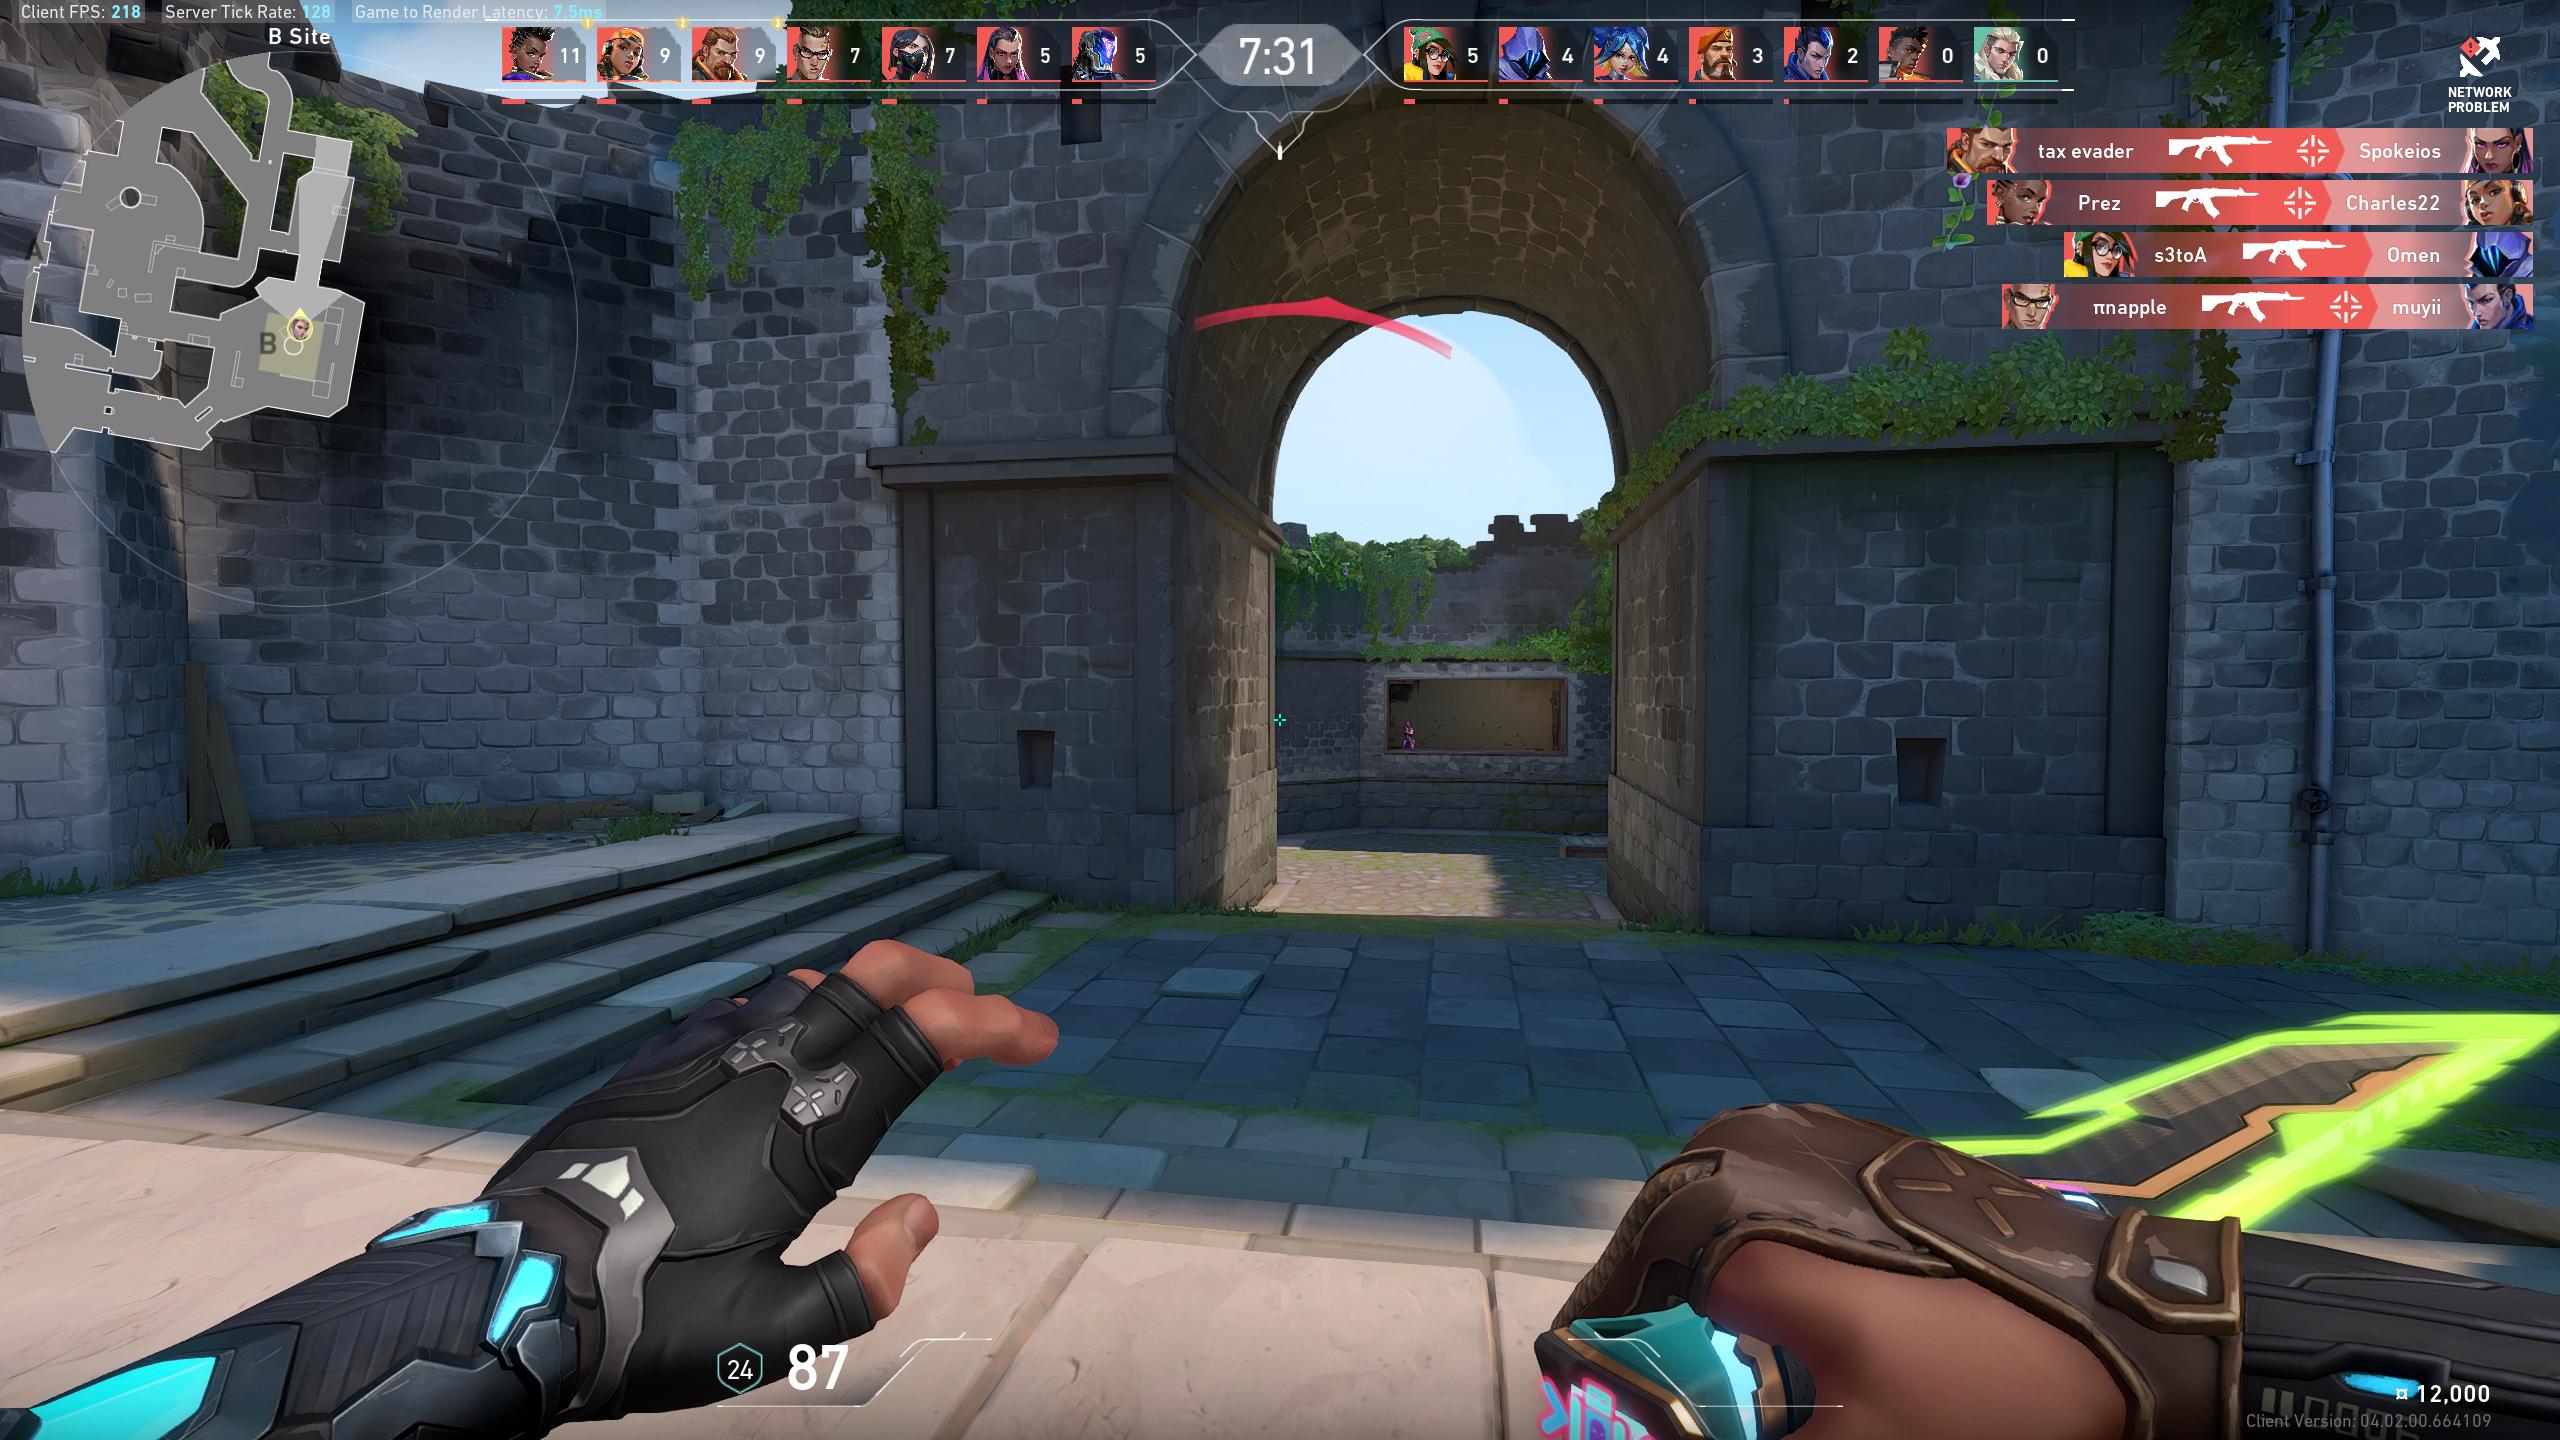 Client FPS: 218 Server Tick Rate: 128 Game to Render Latency: 7.5ms
B Site
11 9 9 7 7 5 5 7:31 5 4 4 3 2 0 0
NETWORK
PROBLEM
tax evader Spokeios
Prez Charles22
s3toA Omen
πnapple muyii
A
B
24 87
¤ 12,000
Client Version: 04.02.00.664109